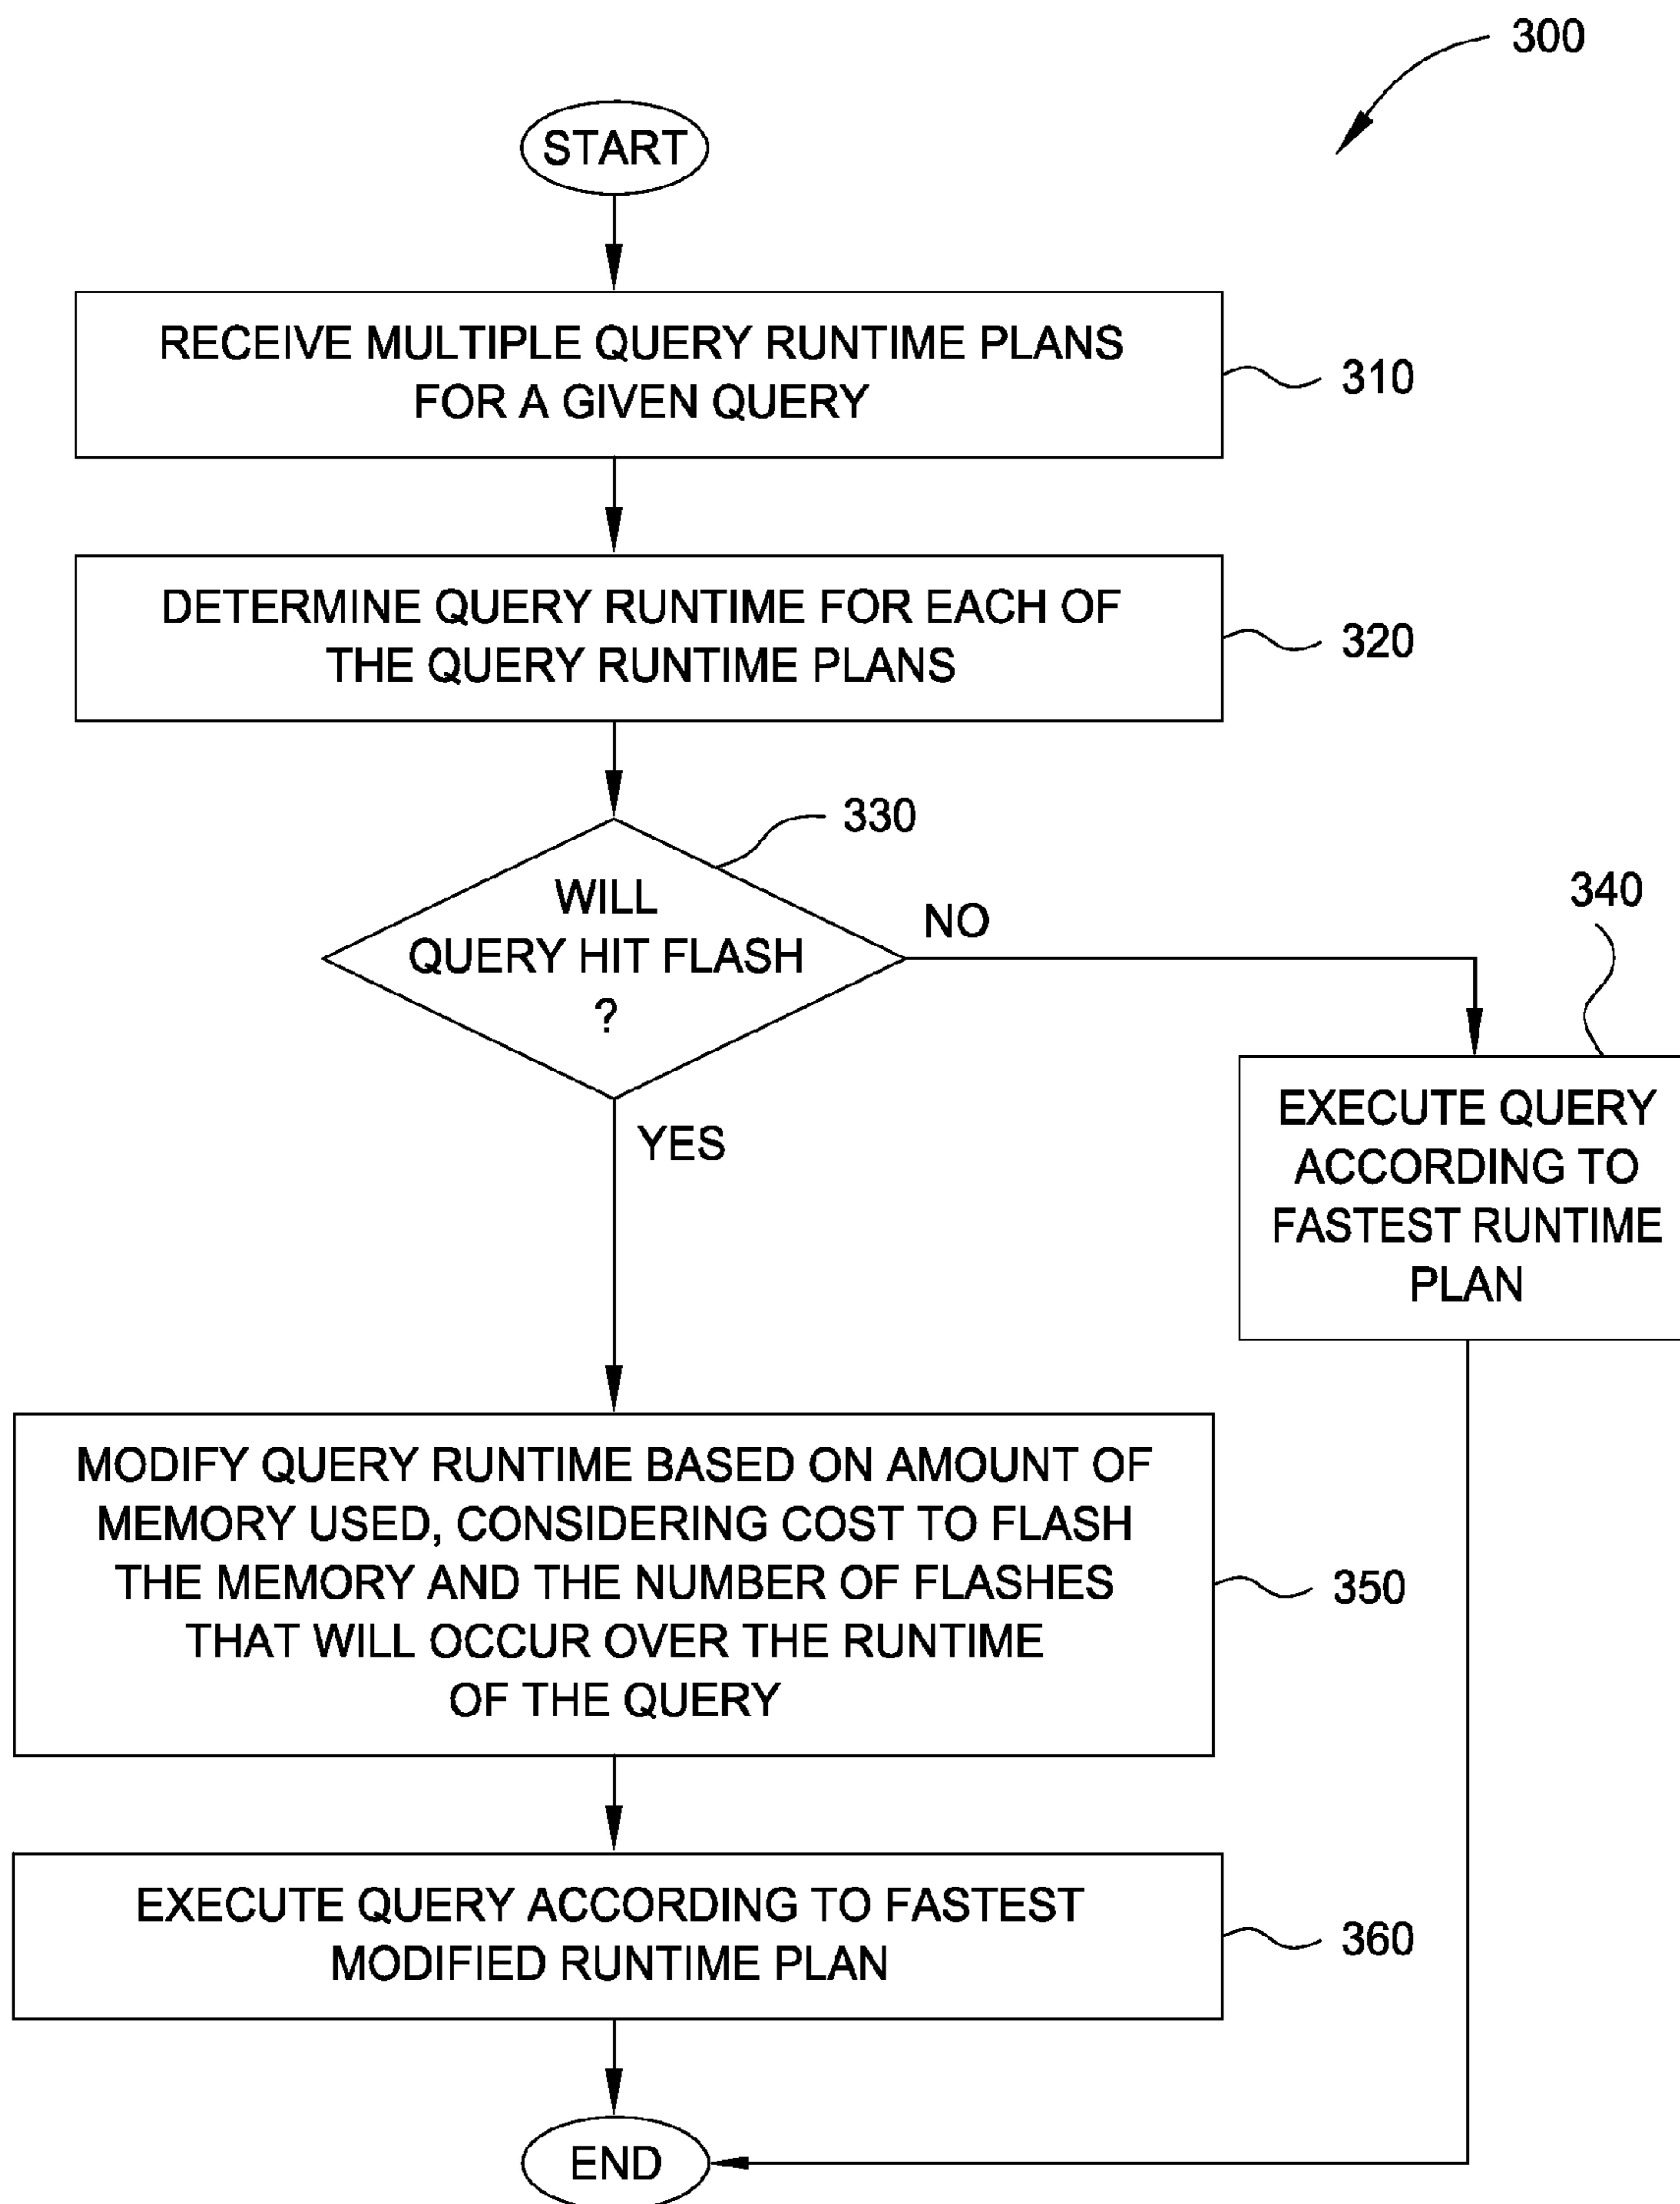 300
START
RECEIVE MULTIPLE QUERY RUNTIME PLANS
FOR A GIVEN QUERY
310
DETERMINE QUERY RUNTIME FOR EACH OF
THE QUERY RUNTIME PLANS
320
330
WILL
QUERY HIT FLASH
?
NO
YES
340
EXECUTE QUERY
ACCORDING TO
FASTEST RUNTIME
PLAN
MODIFY QUERY RUNTIME BASED ON AMOUNT OF
MEMORY USED, CONSIDERING COST TO FLASH
THE MEMORY AND THE NUMBER OF FLASHES
THAT WILL OCCUR OVER THE RUNTIME
OF THE QUERY
350
EXECUTE QUERY ACCORDING TO FASTEST
MODIFIED RUNTIME PLAN
360
END